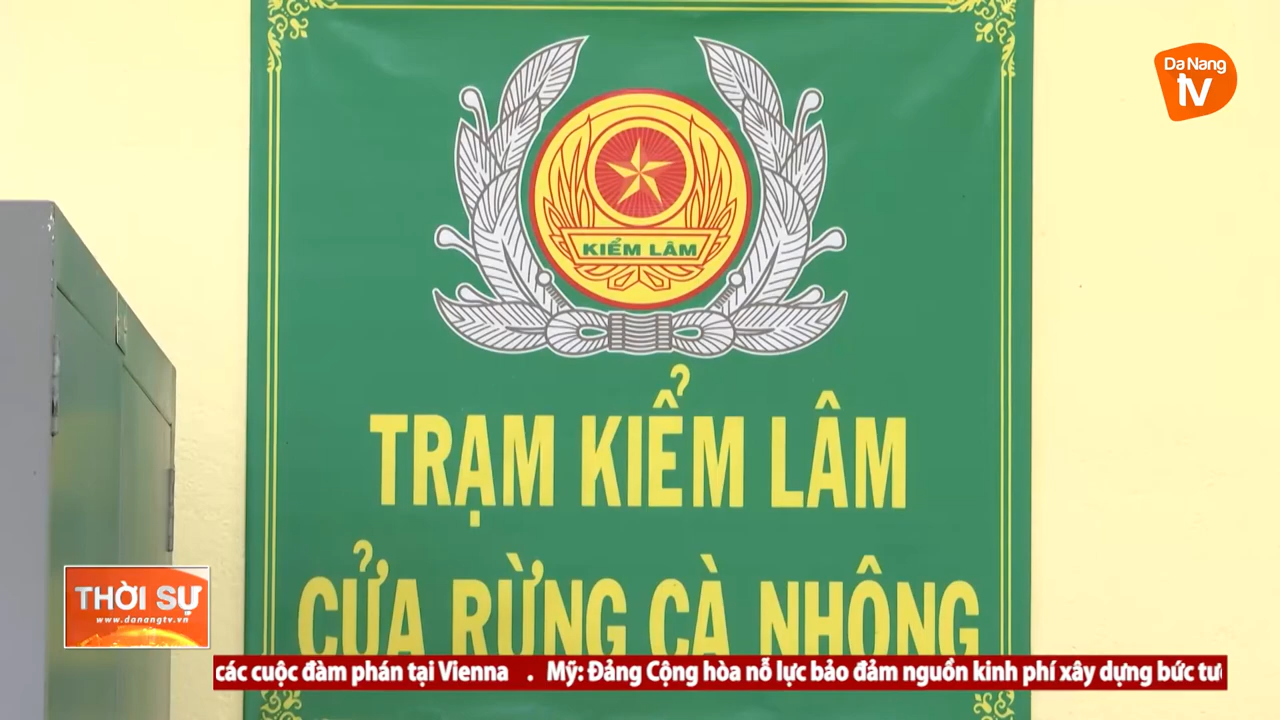 Da Nang
tv
KIỂM LÂM
TRẠM KIỂM LÂM
CỬA RỪNG CÀ NHÔNG
THỜI SỰ
www.danangtv.vn
các cuộc đàm phán tại Vienna . Mỹ: Đảng Cộng hòa nỗ lực bảo đảm nguồn kinh phí xây dựng bức